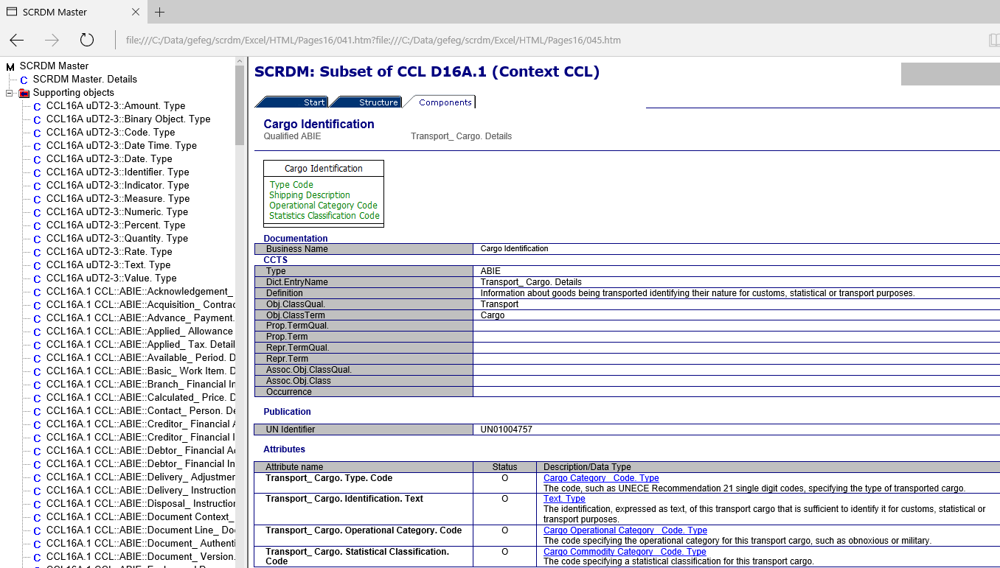 SCRDM Master
file:///C:/Data/gefeg/scrdm/Excel/HTML/Pages16/041.htm?file:///C:/Data/gefeg/scrdm/Excel/HTML/Pages16/045.htm
M SCRDM Master
C SCRDM Master. Details
Supporting objects
C CCL16A uDT2-3::Amount. Type
C CCL16A uDT2-3::Binary Object. Type
C CCL16A uDT2-3::Code. Type
C CCL16A uDT2-3::Date Time. Type
C CCL16A uDT2-3::Date. Type
C CCL16A uDT2-3::Identifier. Type
C CCL16A uDT2-3::Indicator. Type
C CCL16A uDT2-3::Measure. Type
C CCL16A uDT2-3::Numeric. Type
C CCL16A uDT2-3::Percent. Type
C CCL16A uDT2-3::Quantity. Type
C CCL16A uDT2-3::Rate. Type
C CCL16A uDT2-3::Text. Type
C CCL16A uDT2-3::Value. Type
C CCL16A.1 CCL::ABIE::Acknowledgement_
C CCL16A.1 CCL::ABIE::Acquisition_ Contrac
C CCL16A.1 CCL::ABIE::Advance_ Payment.
C CCL16A.1 CCL::ABIE::Applied_ Allowance
C CCL16A.1 CCL::ABIE::Applied_ Tax. Detail
C CCL16A.1 CCL::ABIE::Available_ Period. D
C CCL16A.1 CCL::ABIE::Basic_ Work Item. D
C CCL16A.1 CCL::ABIE::Branch_ Financial In
C CCL16A.1 CCL::ABIE::Calculated_ Price. D
C CCL16A.1 CCL::ABIE::Contact_ Person. De
C CCL16A.1 CCL::ABIE::Creditor_ Financial A
C CCL16A.1 CCL::ABIE::Creditor_ Financial I
C CCL16A.1 CCL::ABIE::Debtor_ Financial Ac
C CCL16A.1 CCL::ABIE::Debtor_ Financial In
C CCL16A.1 CCL::ABIE::Delivery_ Adjustmer
C CCL16A.1 CCL::ABIE::Delivery_ Instruction
C CCL16A.1 CCL::ABIE::Disposal_ Instruction
C CCL16A.1 CCL::ABIE::Document Context_
C CCL16A.1 CCL::ABIE::Document Line_ Do
C CCL16A.1 CCL::ABIE::Document_ Authenti
C CCL16A.1 CCL::ABIE::Document_ Version.
SCRDM: Subset of CCL D16A.1 (Context CCL)
Start Structure Components
Cargo Identification
Qualified ABIE Transport_ Cargo. Details
Cargo Identification
Type Code
Shipping Description
Operational Category Code
Statistics Classification Code
Documentation
Business Name Cargo Identification
CCTS
Type ABIE
Dict.EntryName Transport_ Cargo. Details
Definition Information about goods being transported identifying their nature for customs, statistical or transport purposes.
Obj.ClassQual. Transport
Obj.ClassTerm Cargo
Prop.TermQual.
Prop.Term
Repr.TermQual.
Repr.Term
Assoc.Obj.ClassQual.
Assoc.Obj.Class
Occurrence
Publication
UN Identifier UN01004757
Attributes
Attribute name Status Description/Data Type
Transport_ Cargo. Type. Code O Cargo Category_ Code. Type
The code, such as UNECE Recommendation 21 single digit codes, specifying the type of transported cargo.
Transport_ Cargo. Identification. Text O Text. Type
The identification, expressed as text, of this transport cargo that is sufficient to identify it for customs, statistical or
transport purposes.
Transport_ Cargo. Operational Category. Code O Cargo Operational Category_ Code. Type
The code specifying the operational category for this transport cargo, such as obnoxious or military.
Transport_ Cargo. Statistical Classification. O Cargo Commodity Category_ Code. Type
Code The code specifying a statistical classification for this transport cargo.